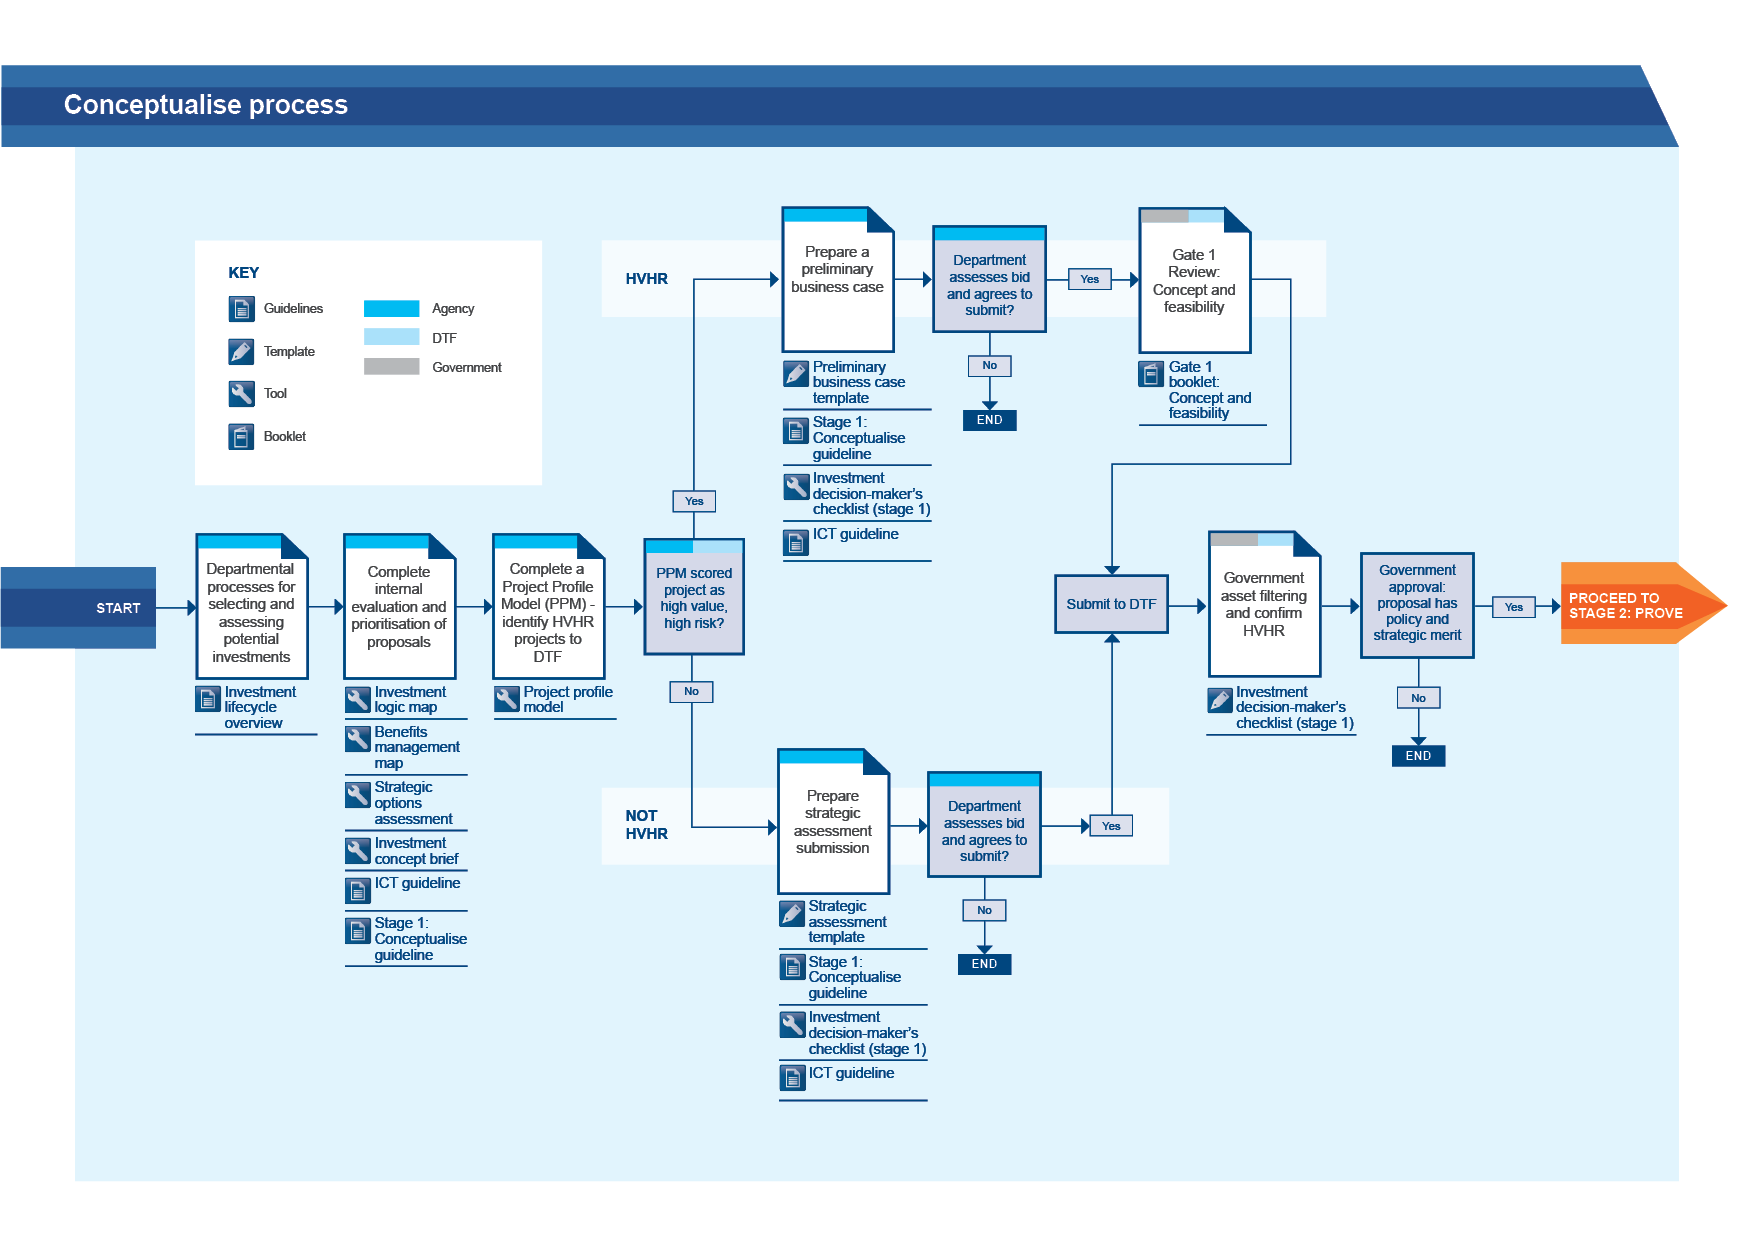 Conceptualise process
KEY
Guidelines
Template
Tool
Booklet
Agency
DTF
Government
START
Departmental
processes for
selecting and
assessing
potential
investments
Investment
lifecycle
overview
Complete
internal
evaluation and
prioritisation of
proposals
Investment
logic map
Benefits
management
map
Strategic
options
assessment
Investment
concept brief
ICT guideline
Stage 1:
Conceptualise
guideline
Complete a
Project Profile
Model (PPM) -
identify HVHR
projects to
DTF
Project profile
model
PPM scored
project as
high value,
high risk?
Yes
No
HVHR
Prepare a
preliminary
business case
Preliminary
business case
template
Stage 1:
Conceptualise
guideline
Investment
decision-maker's
checklist (stage 1)
ICT guideline
Department
assesses bid
and agrees to
submit?
Yes
No
END
Gate 1
Review:
Concept and
feasibility
Gate 1
booklet:
Concept and
feasibility
NOT
HVHR
Prepare
strategic
assessment
submission
Strategic
assessment
template
Stage 1:
Conceptualise
guideline
Investment
decision-maker's
checklist (stage 1)
ICT guideline
Department
assesses bid
and agrees to
submit?
Yes
No
END
Submit to DTF
Government
asset filtering
and confirm
HVHR
Investment
decision-maker's
checklist (stage 1)
Government
approval:
proposal has
policy and
strategic merit
Yes
No
END
PROCEED TO
STAGE 2: PROVE